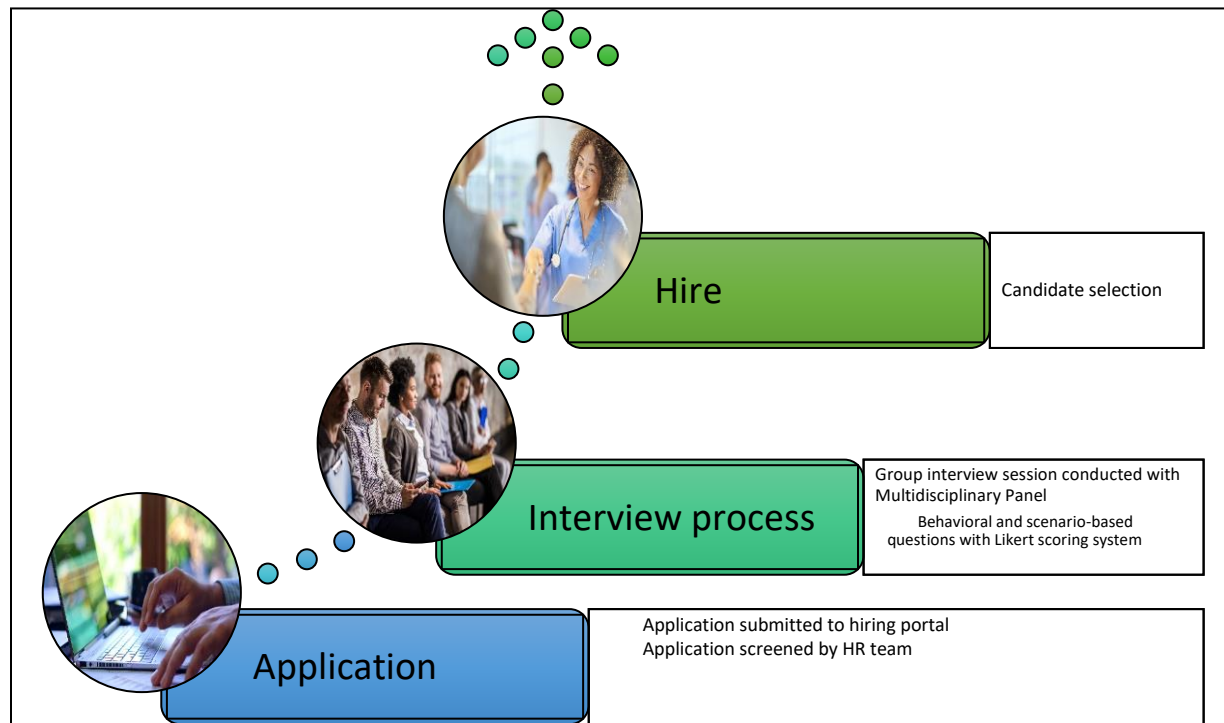 Hire
Candidate selection
Interview process
Group interview session conducted with
Multidisciplinary Panel
Behavioral and scenario-based
questions with Likert scoring system
Application
Application submitted to hiring portal
Application screened by HR team